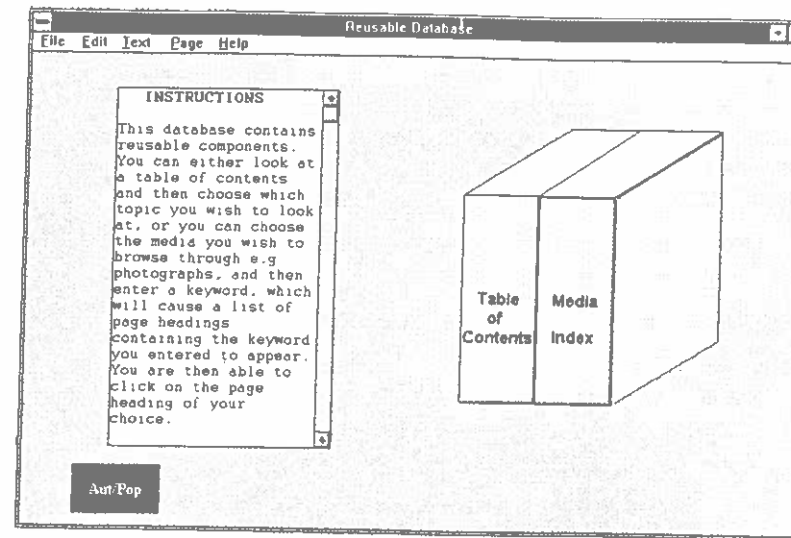 Reusable Database
File Edit Text Page Help
INSTRUCTIONS
This database contains
reusable components.
You can either look at
a table of contents
and then choose which
topic you wish to look
at, or you can choose
the media you wish to
browse through e.g
photographs, and then
enter a keyword, which
will cause a list of
page headings
containing the keyword
you entered to appear.
You are then able to
click on the page
heading of your
choice.
Table
of
Contents
Media
Index
Aut/Pop